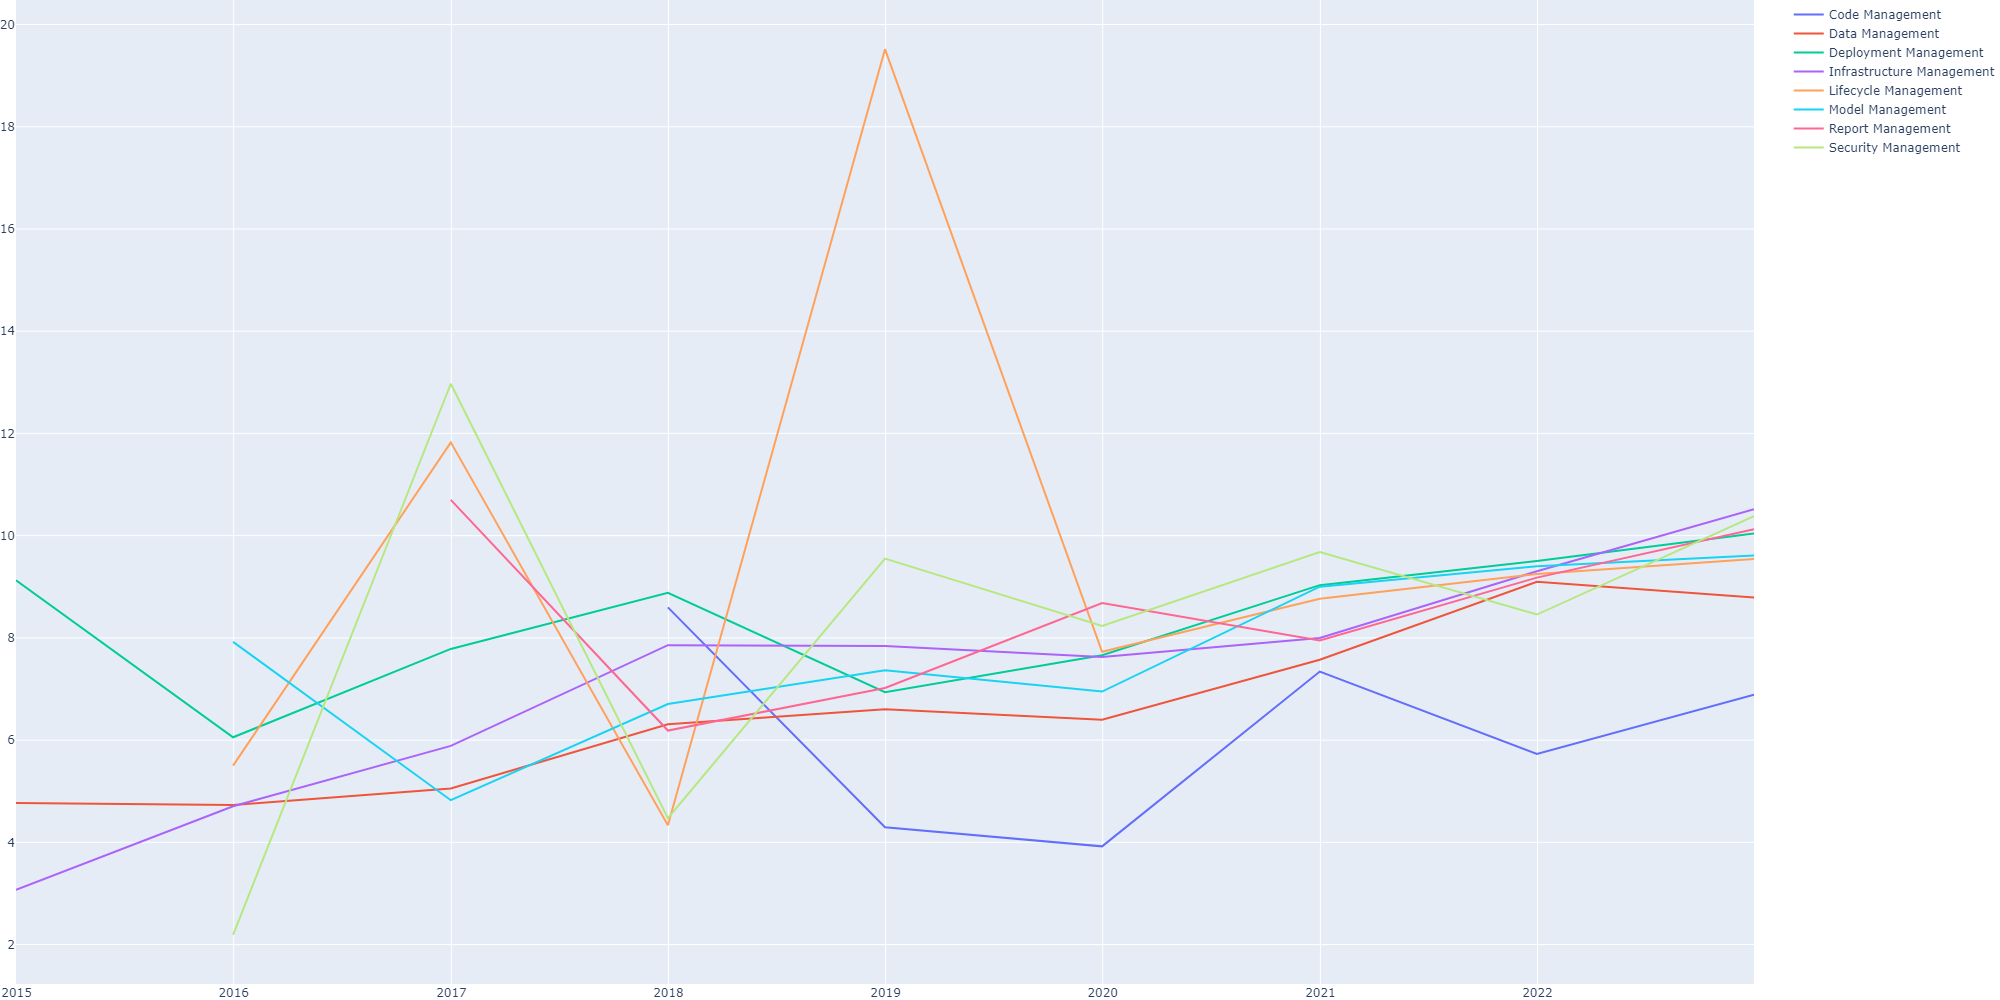 20
18
16
14
12
10
8
6
4
2
2015 2016 2017 2018 2019 2020 2021 2022
Code Management
Data Management
Deployment Management
Infrastructure Management
Lifecycle Management
Model Management
Report Management
Security Management